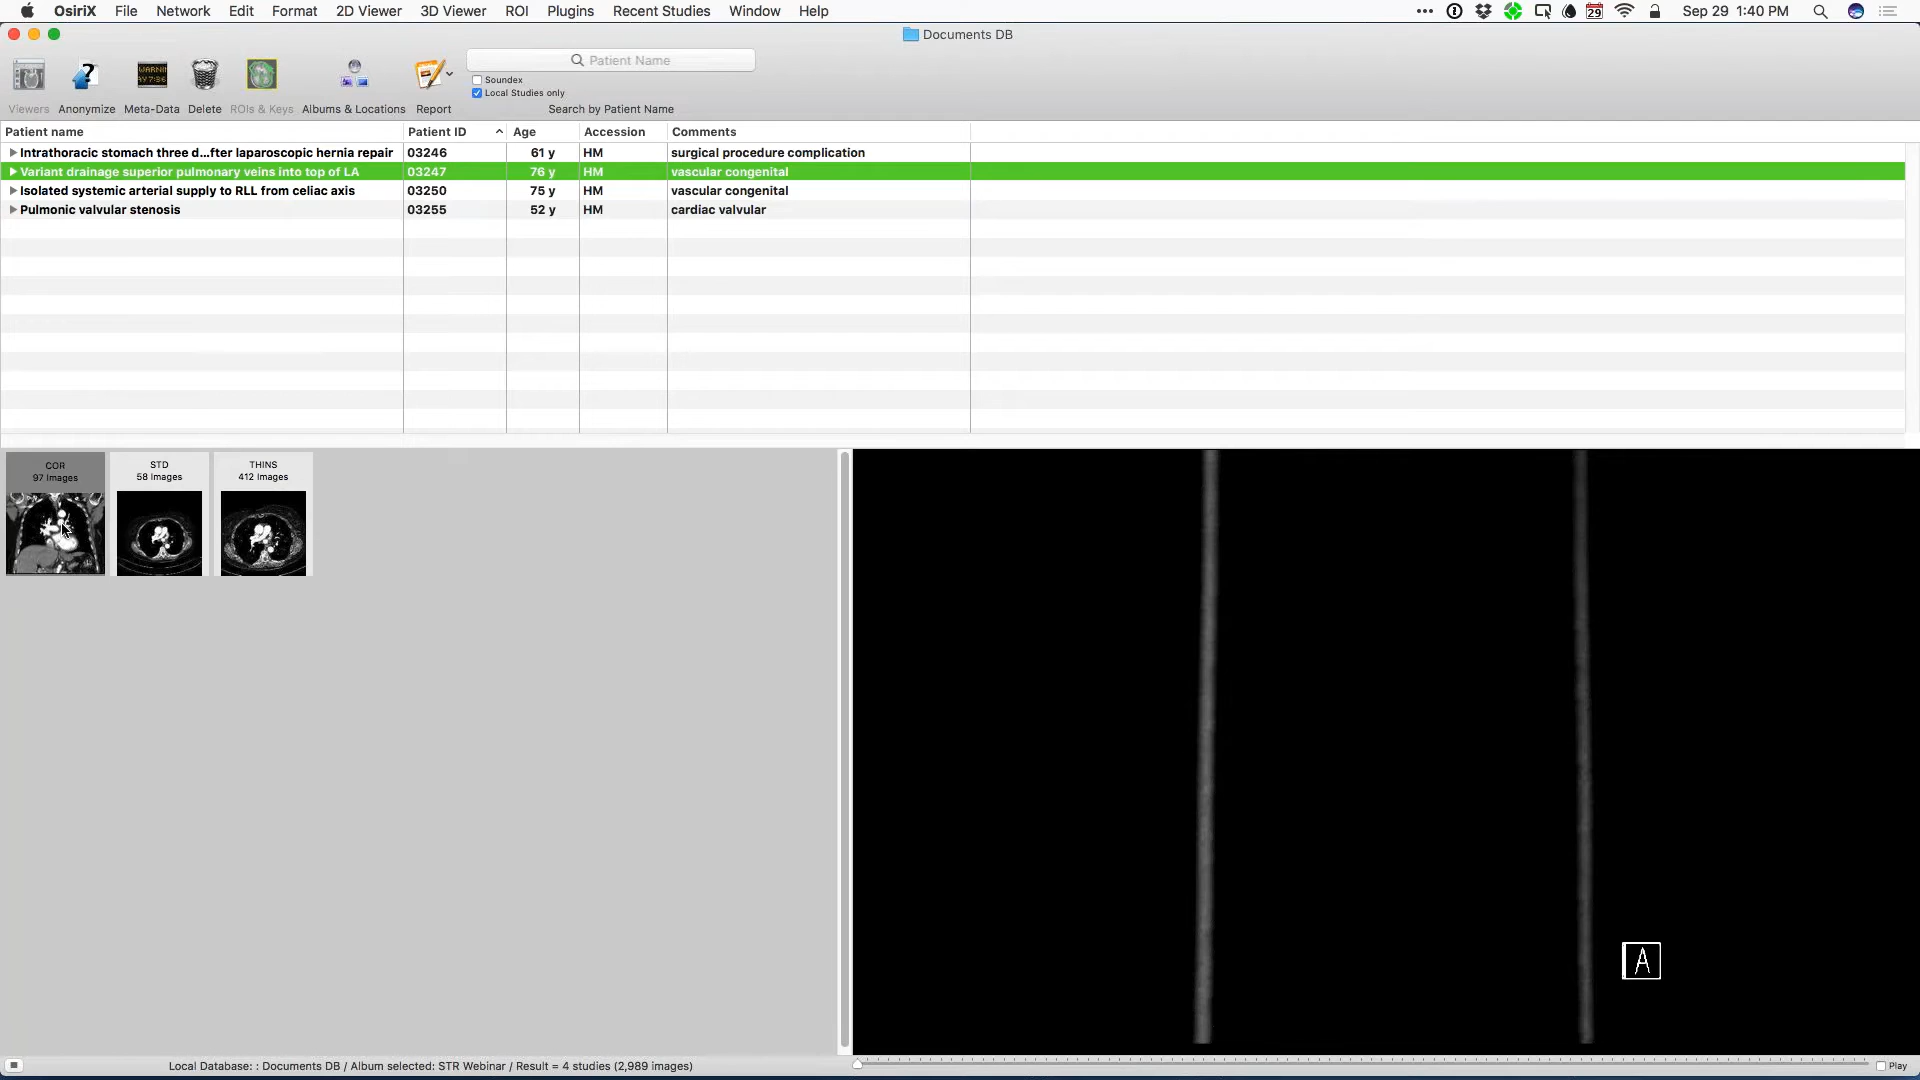 OsiriX File Network Edit Format 2D Viewer 3D Viewer ROI Plugins Recent Studies Window Help 29 Sep 29 1:40 PM
Documents DB
Patient Name
Soundex
Local Studies only
Viewers Anonymize Meta-Data Delete ROIs & Keys Albums & Locations Report Search by Patient Name
Patient name Patient ID Age Accession Comments
Intrathoracic stomach three d...fter laparoscopic hernia repair 03246 61 y HM surgical procedure complication
Variant drainage superior pulmonary veins into top of LA 03247 76 y HM vascular congenital
Isolated systemic arterial supply to RLL from celiac axis 03250 75 y HM vascular congenital
Pulmonic valvular stenosis 03255 52 y HM cardiac valvular
COR STD THINS
97 Images 58 Images 412 Images
A
Local Database: : Documents DB / Album selected: STR Webinar / Result = 4 studies (2,989 images) Play